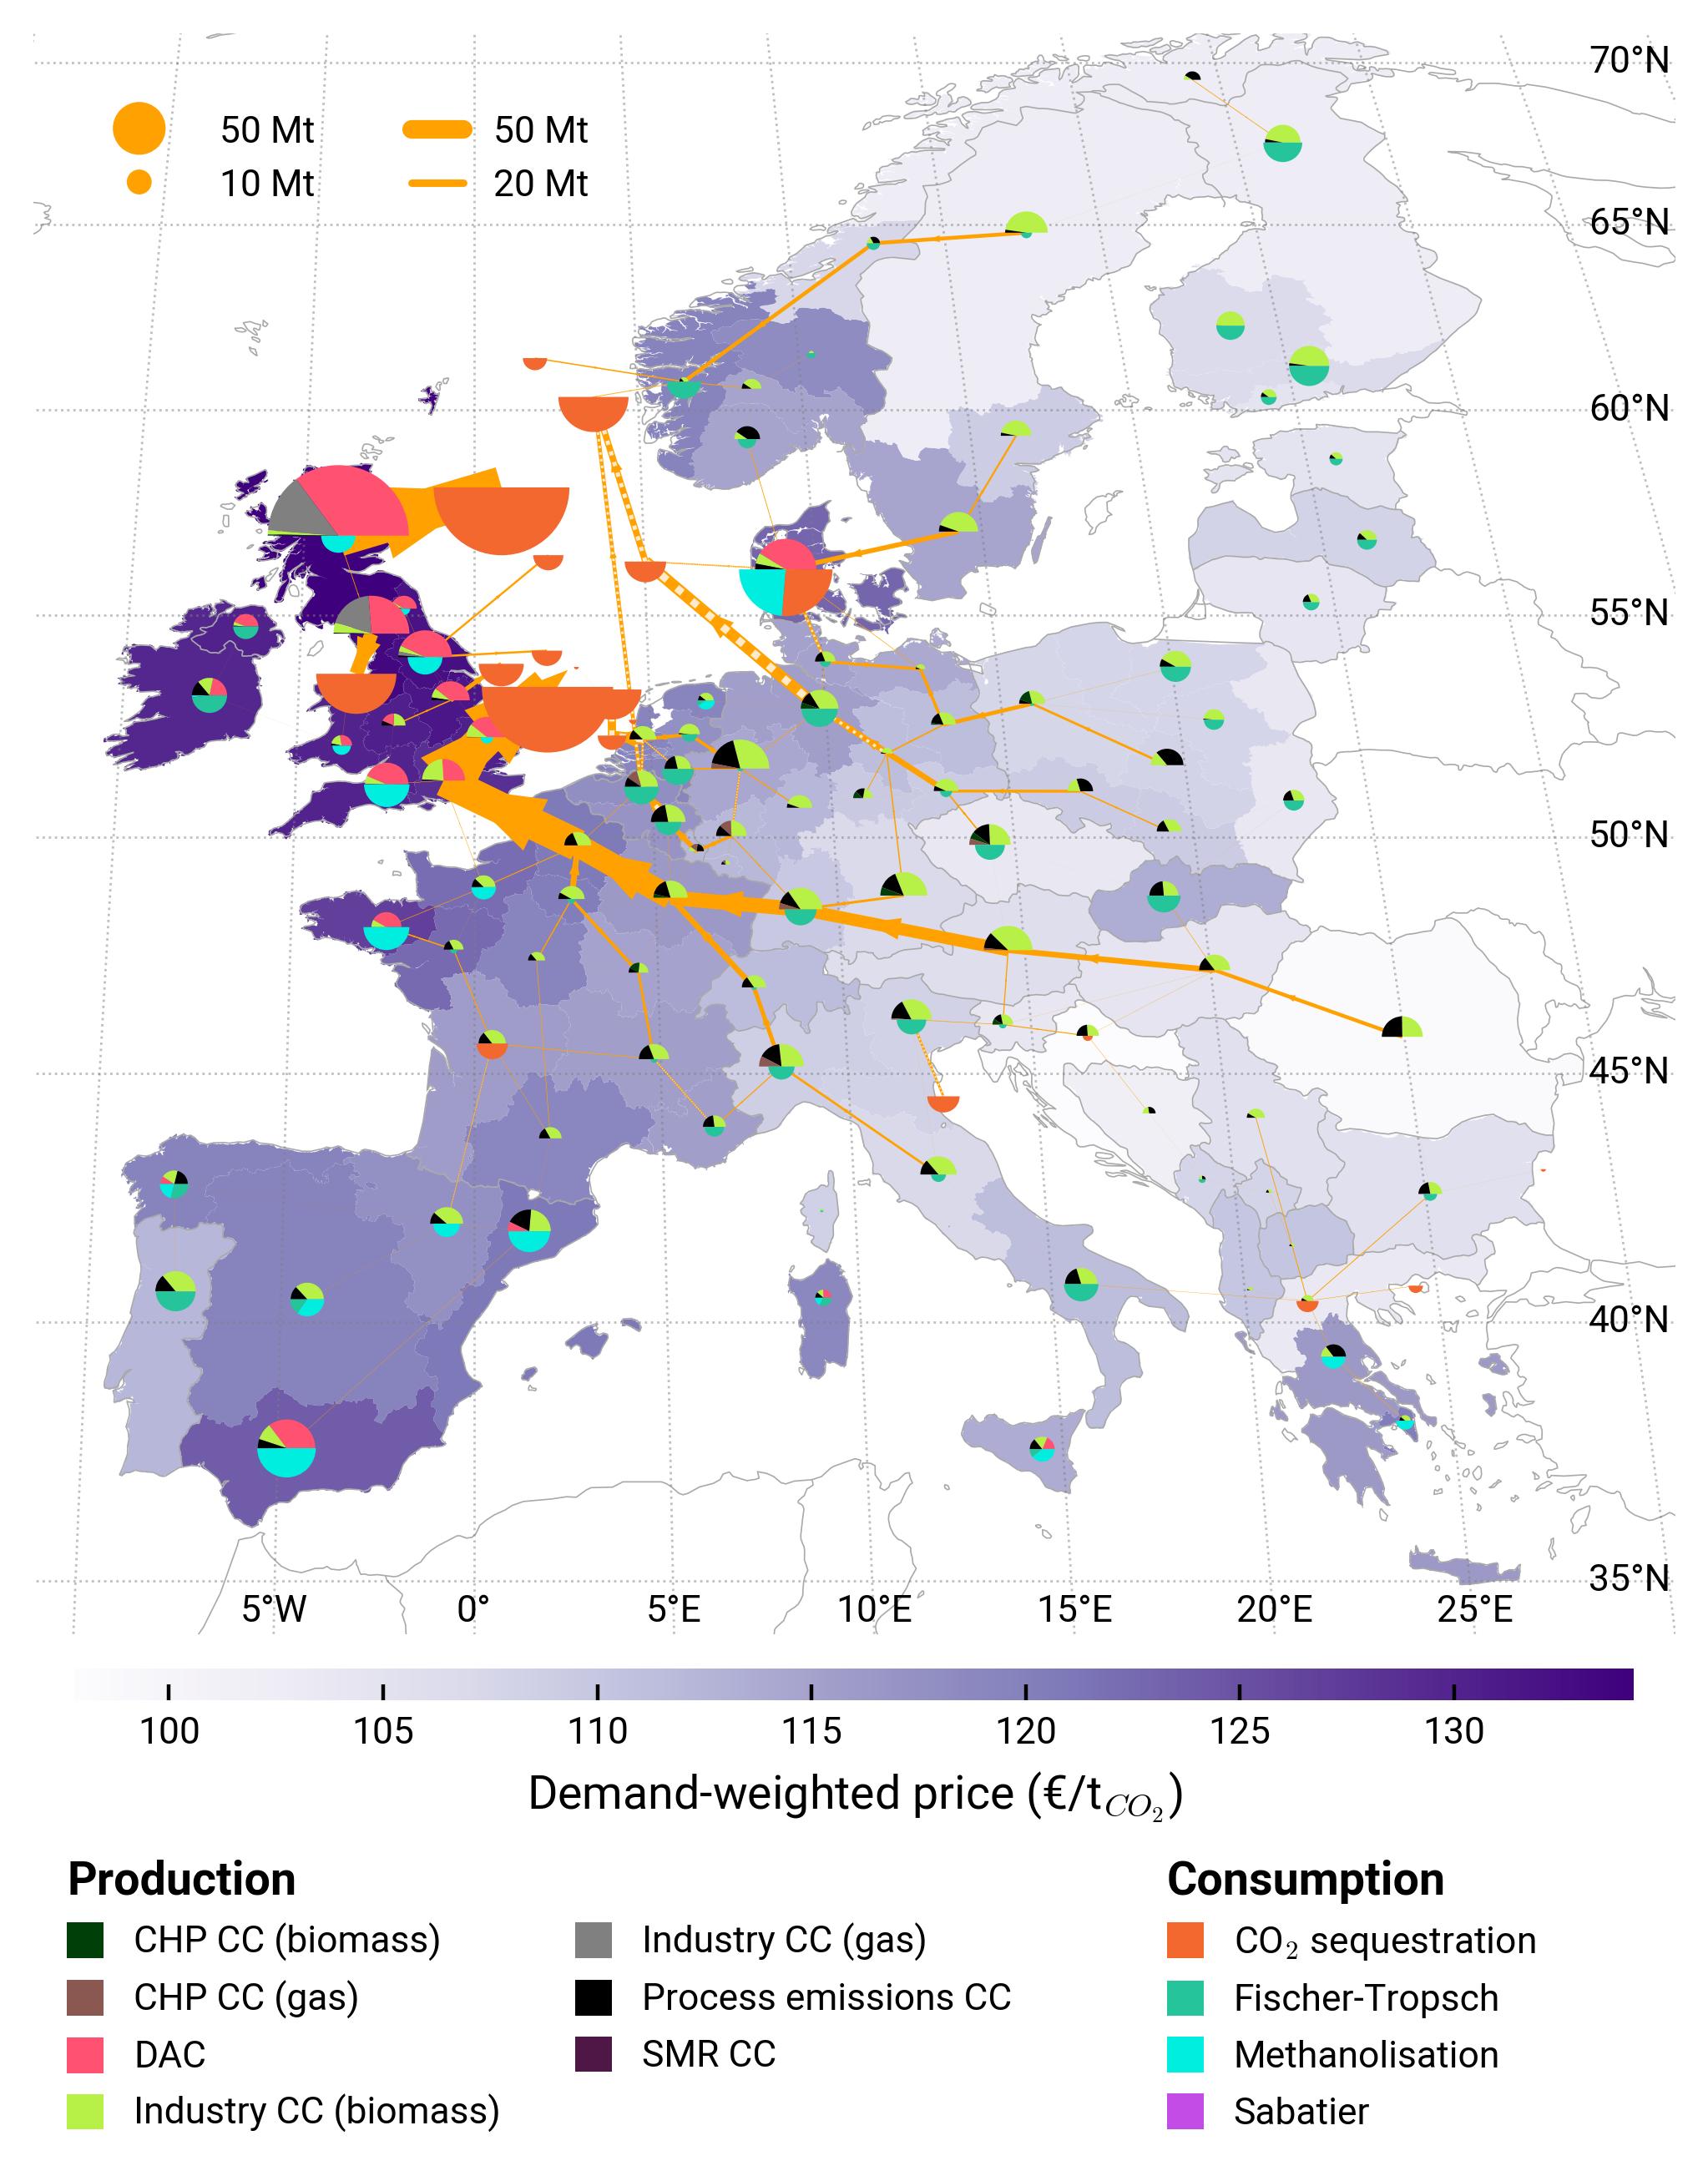 70°N
50 Mt 50 Mt
10 Mt 20 Mt
65°N
60°N
55°N
50°N
45°N
40°N
35°N
5°W 0° 5°E 10°E 15°E 20°E 25°E
100 105 110 115 120 125 130
Demand-weighted price (€/t_{CO_2})
Production Consumption
CHP CC (biomass) Industry CC (gas) CO₂ sequestration
CHP CC (gas) Process emissions CC Fischer-Tropsch
DAC SMR CC Methanolisation
Industry CC (biomass) Sabatier